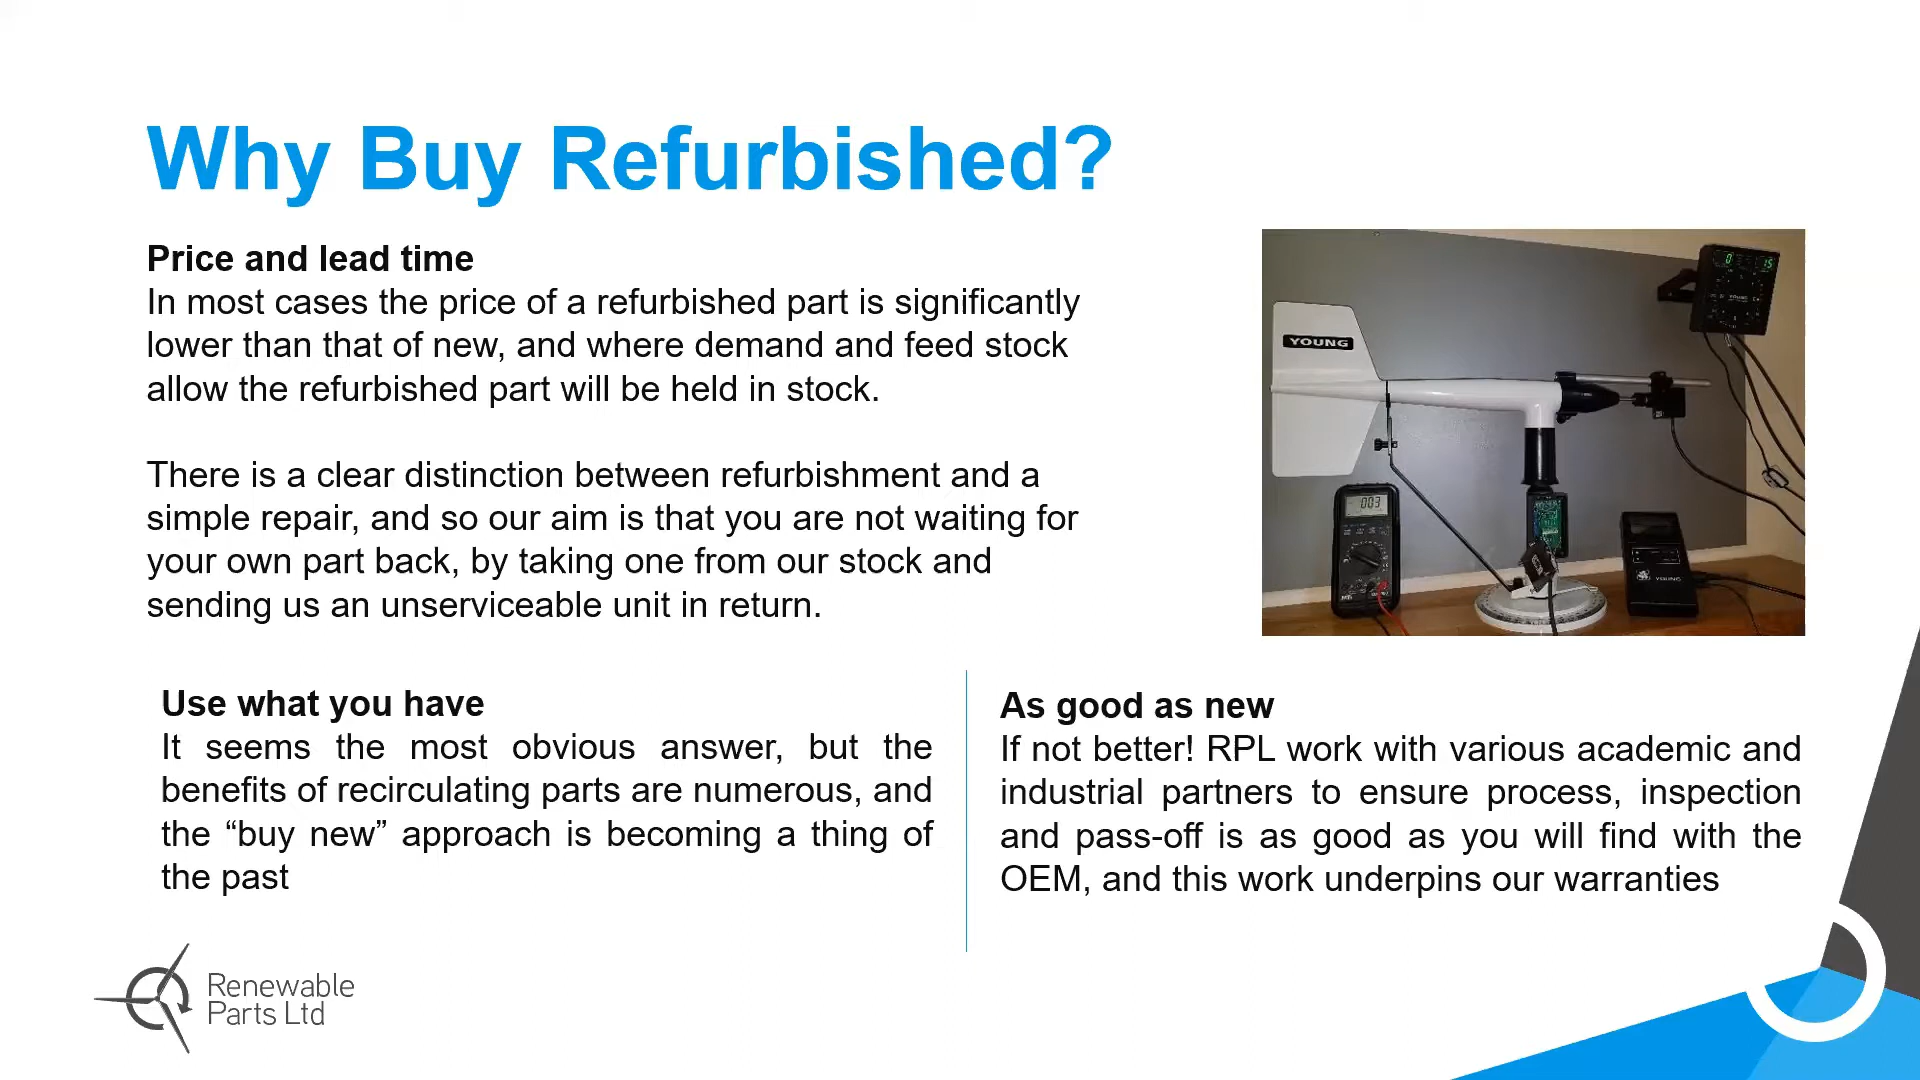 Why Buy Refurbished?
Price and lead time
In most cases the price of a refurbished part is significantly
lower than that of new, and where demand and feed stock
allow the refurbished part will be held in stock.
There is a clear distinction between refurbishment and a
simple repair, and so our aim is that you are not waiting for
your own part back, by taking one from our stock and
sending us an unserviceable unit in return.
YOUNG
0 15
003
YOUNG
Use what you have
It seems the most obvious answer, but the
benefits of recirculating parts are numerous, and
the “buy new” approach is becoming a thing of
the past
As good as new
If not better! RPL work with various academic and
industrial partners to ensure process, inspection
and pass-off is as good as you will find with the
OEM, and this work underpins our warranties
Renewable
Parts Ltd